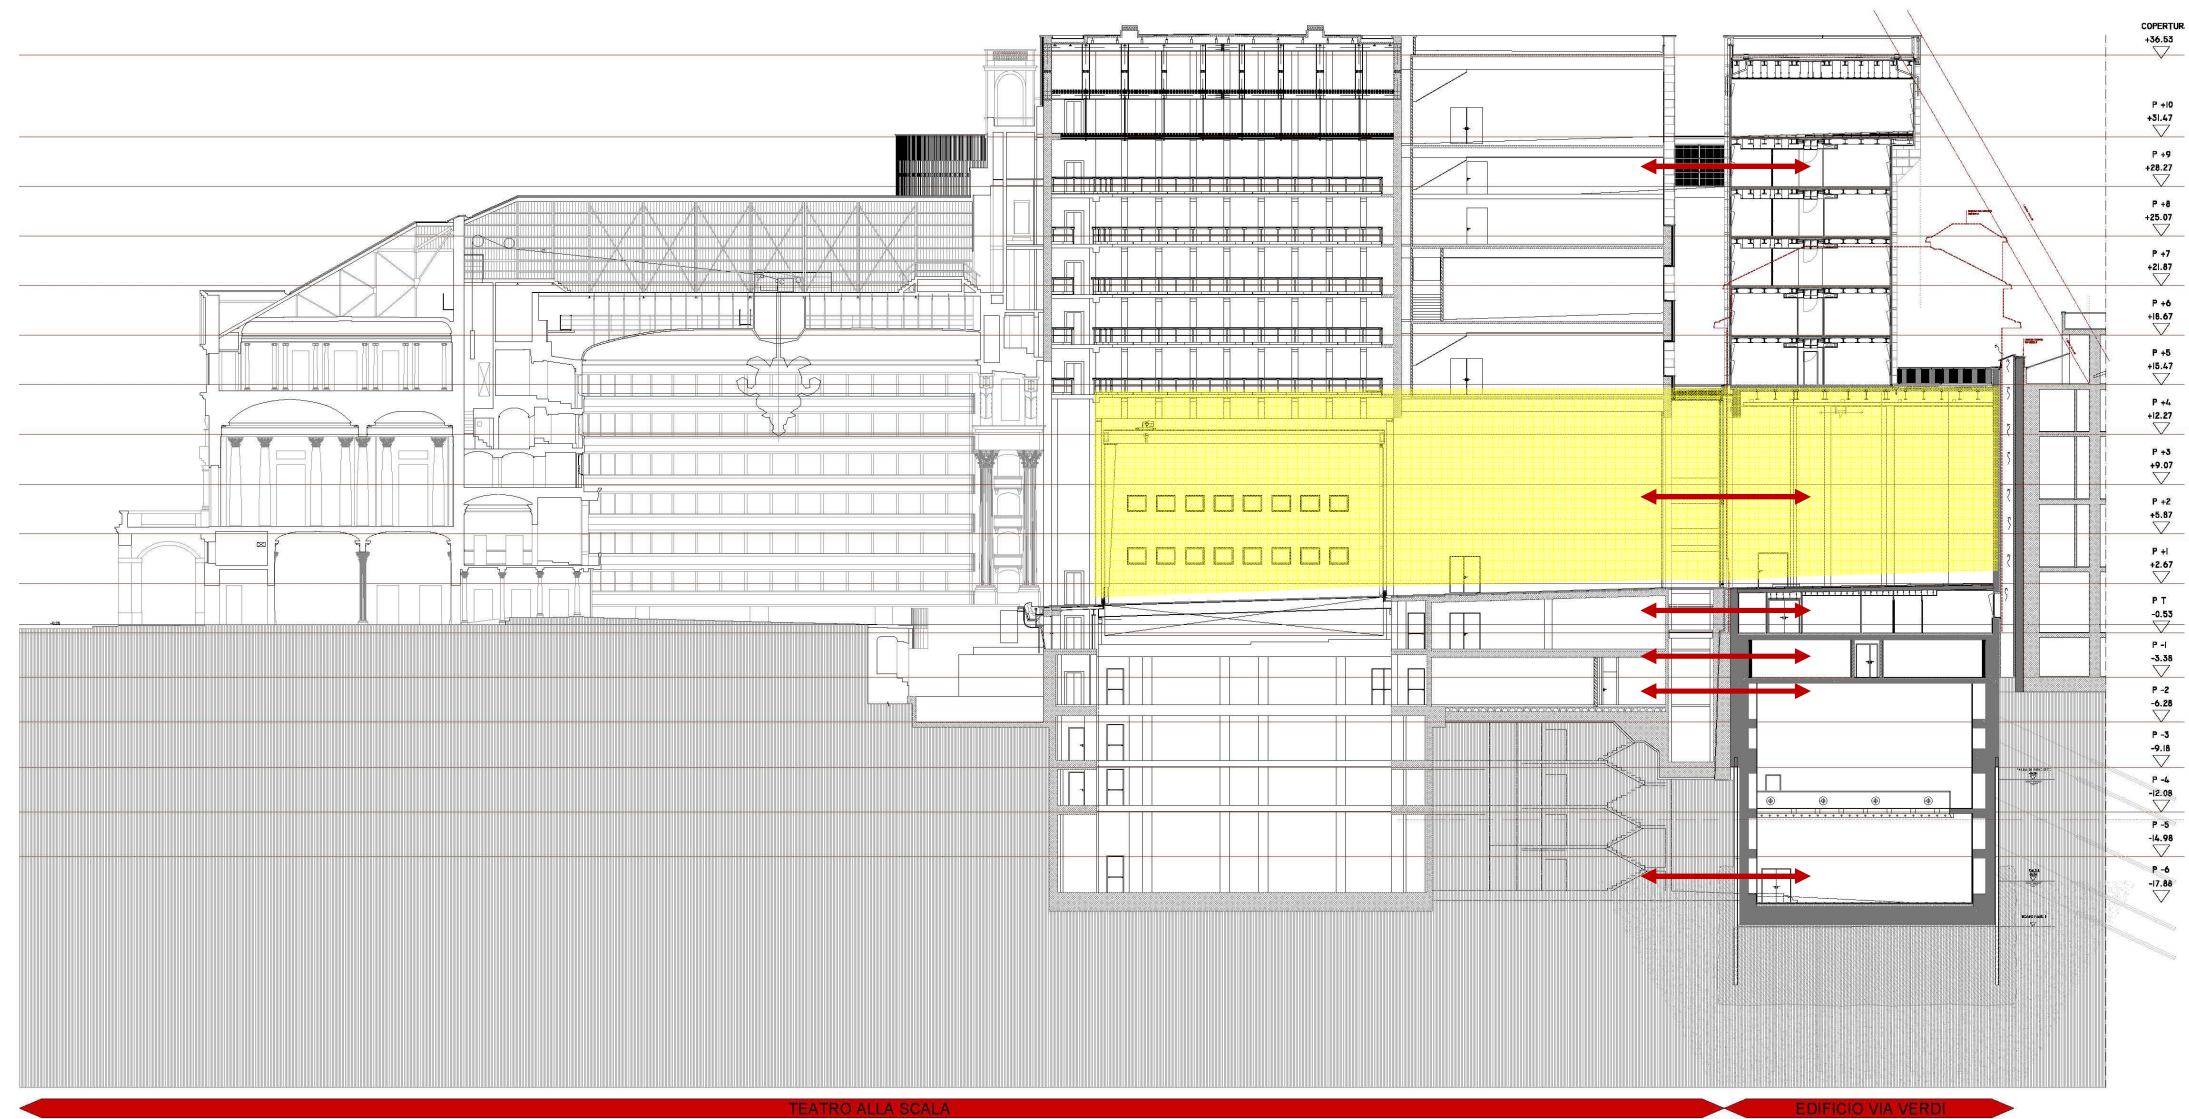 COPERTUR
+36.53
P +10
+31.47
P +9
+28.27
P +8
+25.07
P +7
+21.87
P +6
+18.67
P +5
+15.47
P +4
+12.27
P +3
+9.07
P +2
+5.87
P +1
+2.67
P T
-0.53
P -1
-3.38
P -2
-6.28
P -3
-9.18
P -4
-12.08
P -5
-14.98
P -6
-17.88
TEATRO ALLA SCALA
EDIFICIO VIA VERDI